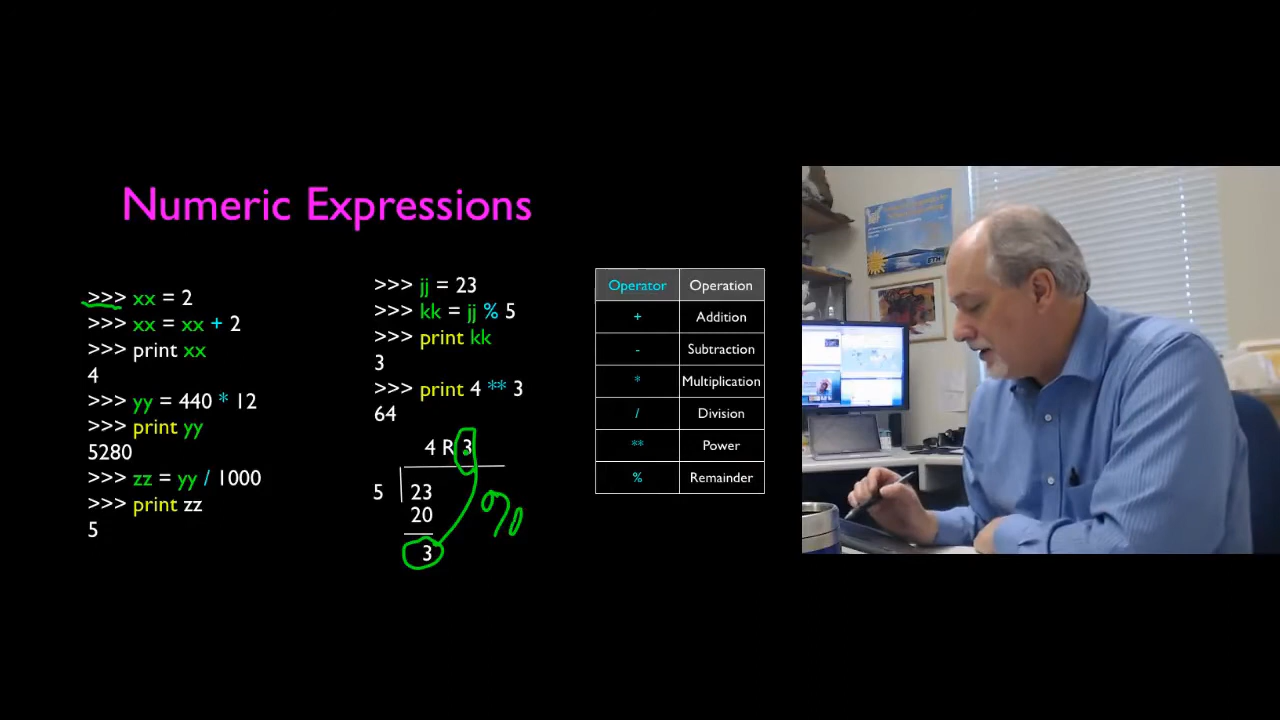 Numeric Expressions
>>> xx = 2
>>> xx = xx + 2
>>> print xx
4
>>> yy = 440 * 12
>>> print yy
5280
>>> zz = yy / 1000
>>> print zz
5
>>> jj = 23
>>> kk = jj % 5
>>> print kk
3
>>> print 4 ** 3
64
4 R 3
5 23
20
3
%
Operator Operation
+ Addition
- Subtraction
* Multiplication
/ Division
** Power
% Remainder